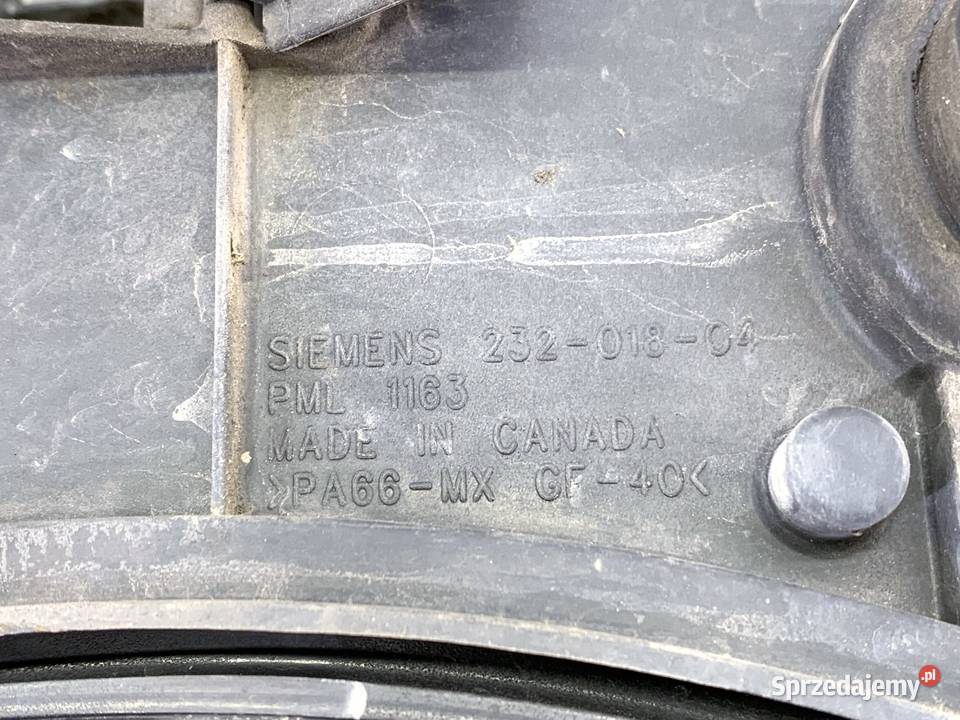 SIEMENS 232-018-04
PML 1163
MADE IN CANADA
>PA66-MX GF-40<
Sprzedajemy.pl